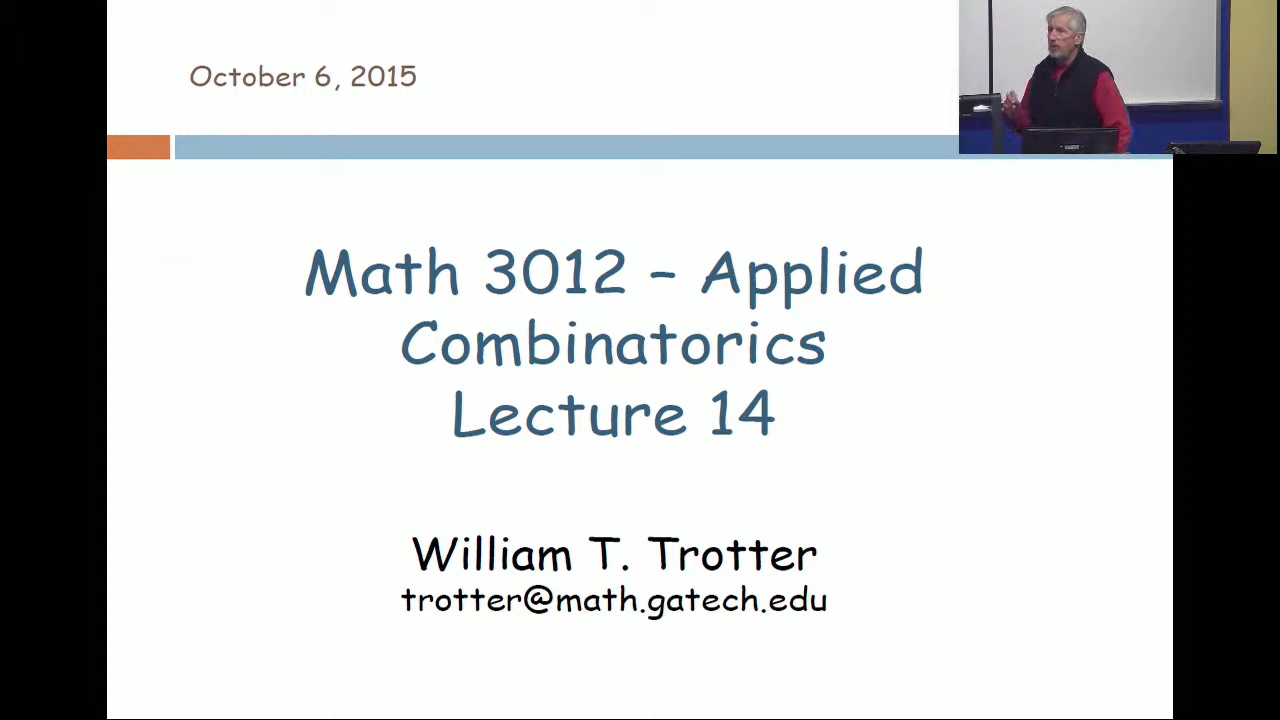 October 6, 2015
Math 3012 – Applied
Combinatorics
Lecture 14
William T. Trotter
trotter@math.gatech.edu